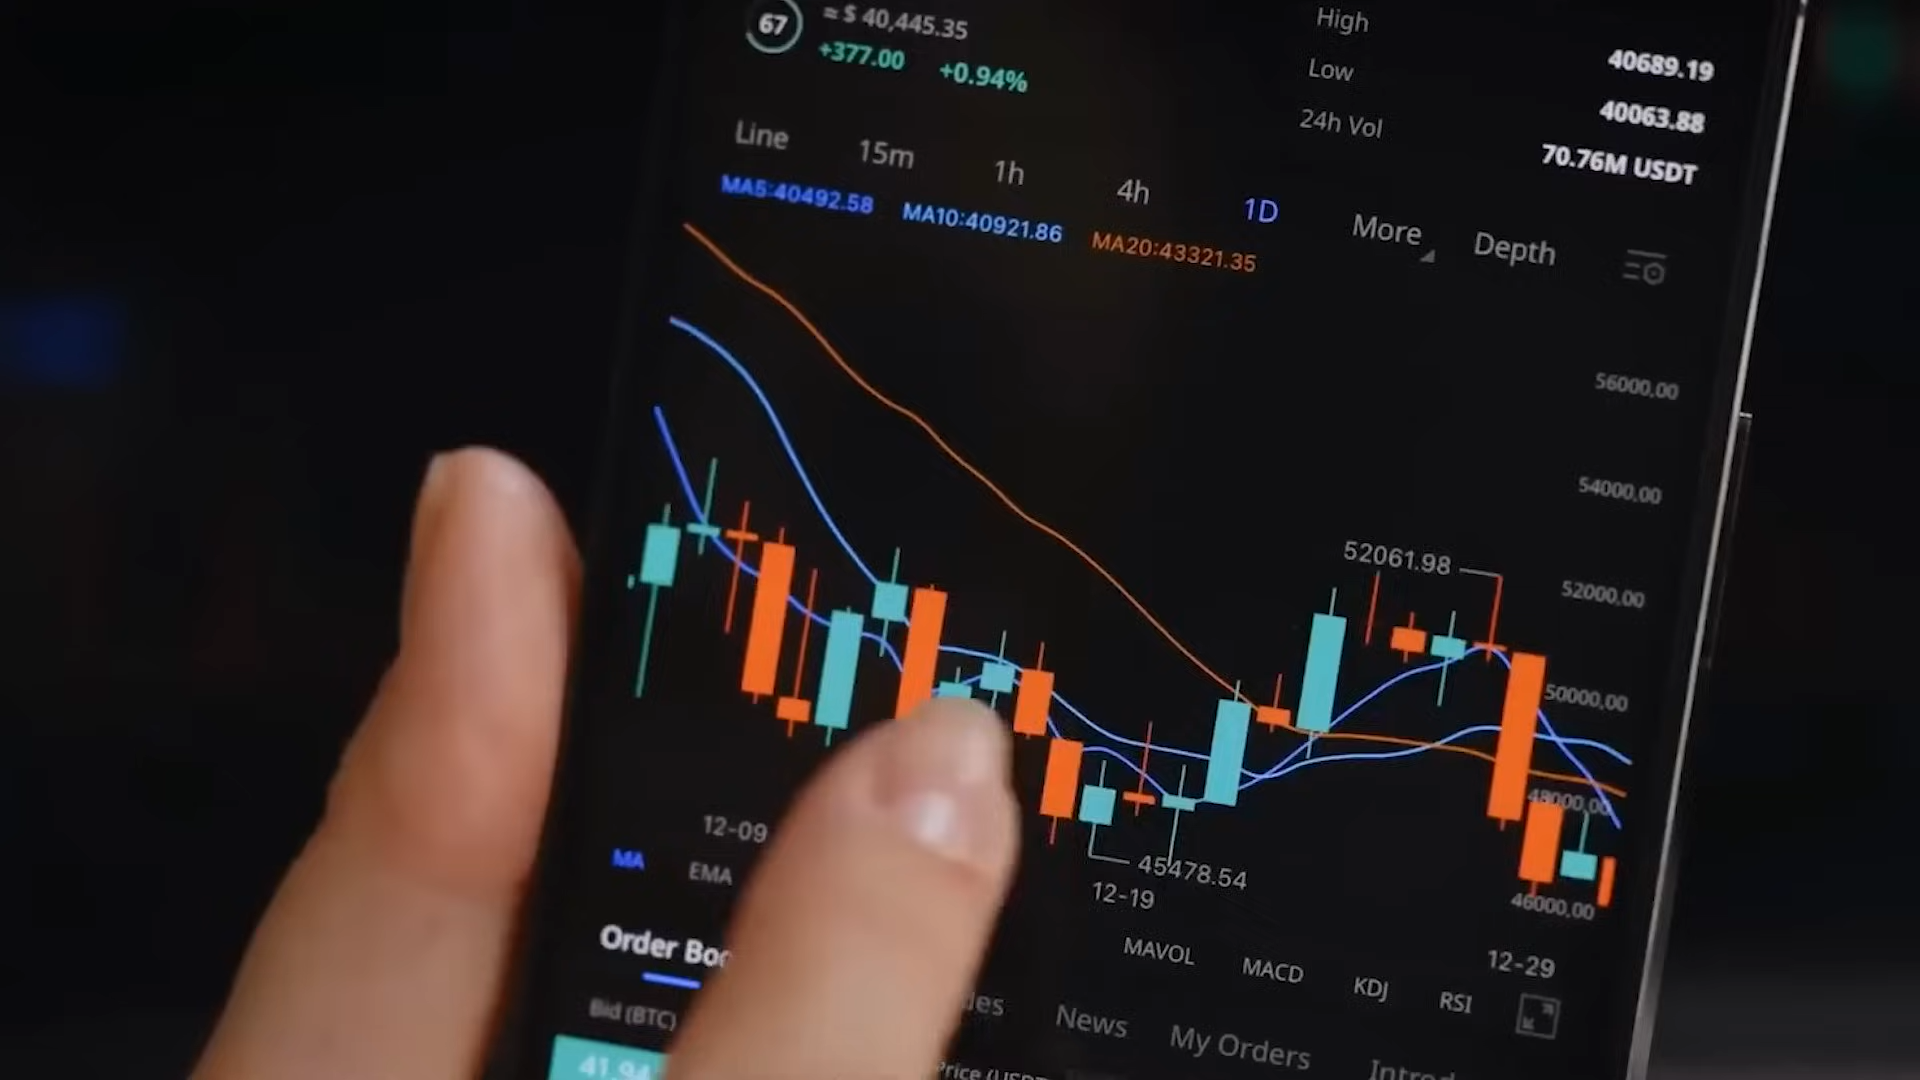 67
≈ $ 40,445.35
+377.00 +0.94%
High 40689.19
Low 40063.88
24h Vol 70.76M USDT
Line 15m 1h 4h 1D More Depth
MA5:40492.58 MA10:40921.86 MA20:43321.35
56000.00
54000.00
52061.98
52000.00
50000.00
48000.00
45478.54
46000.00
12-09 12-19 12-29
MA EMA MAVOL MACD KDJ RSI
Order
News My Orders
Bid (BTC)